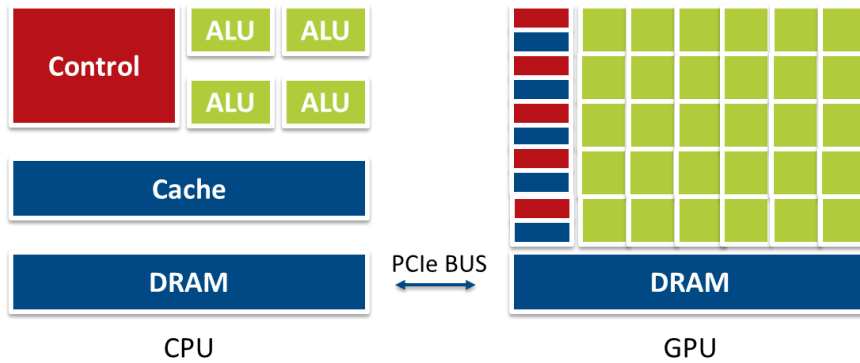 Control
ALU ALU
ALU ALU
Cache
DRAM
CPU
PCIe BUS
DRAM
GPU